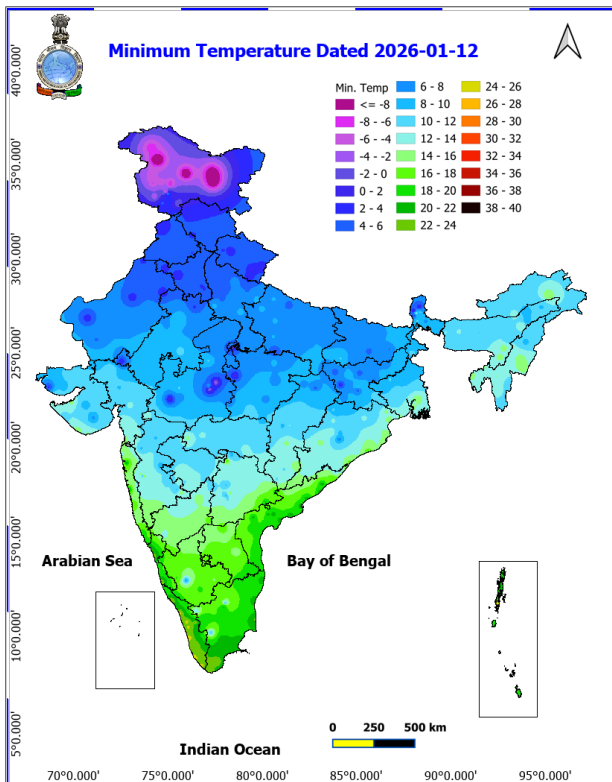 Minimum Temperature Dated 2026-01-12
Min. Temp
<= -8
-8 - -6
-6 - -4
-4 - -2
-2 - 0
0 - 2
2 - 4
4 - 6
6 - 8
8 - 10
10 - 12
12 - 14
14 - 16
16 - 18
18 - 20
20 - 22
22 - 24
24 - 26
26 - 28
28 - 30
30 - 32
32 - 34
34 - 36
36 - 38
38 - 40
40°0.000'
35°0.000'
30°0.000'
25°0.000'
20°0.000'
15°0.000'
10°0.000'
5°0.000'
Arabian Sea
Bay of Bengal
Indian Ocean
0 250 500 km
70°0.000' 75°0.000' 80°0.000' 85°0.000' 90°0.000' 95°0.000'